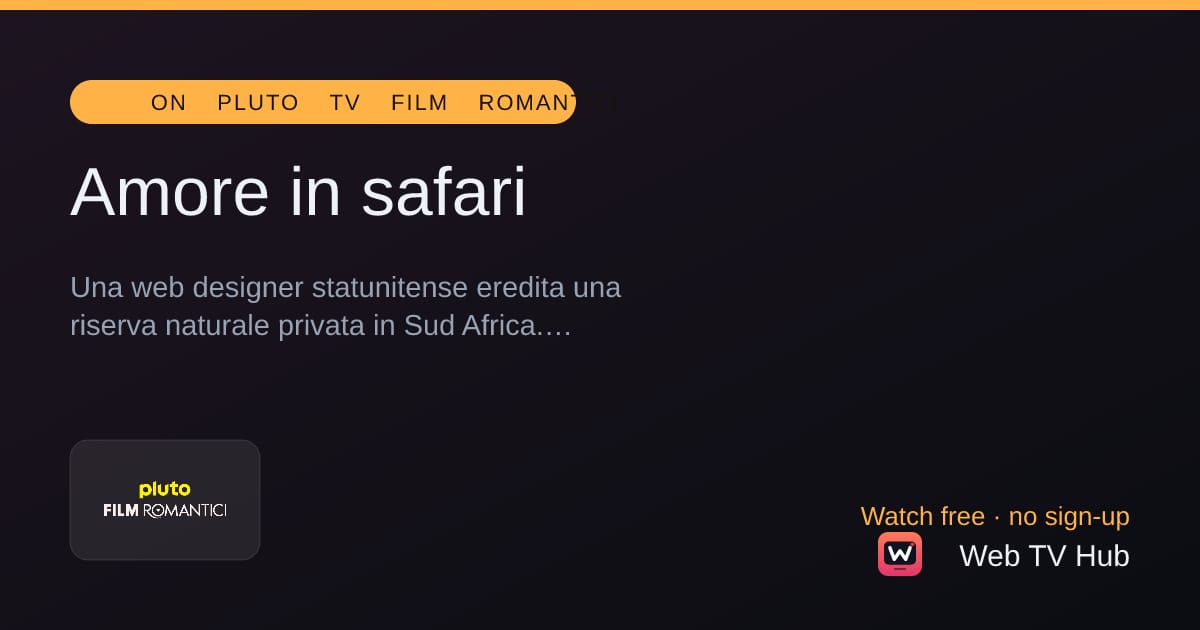 ON PLUTO TV FILM ROMANTICI
Amore in safari
Una web designer statunitense eredita una
riserva naturale privata in Sud Africa.…
pluto
FILM ROMANTICI
Watch free · no sign-up
W
Web TV Hub